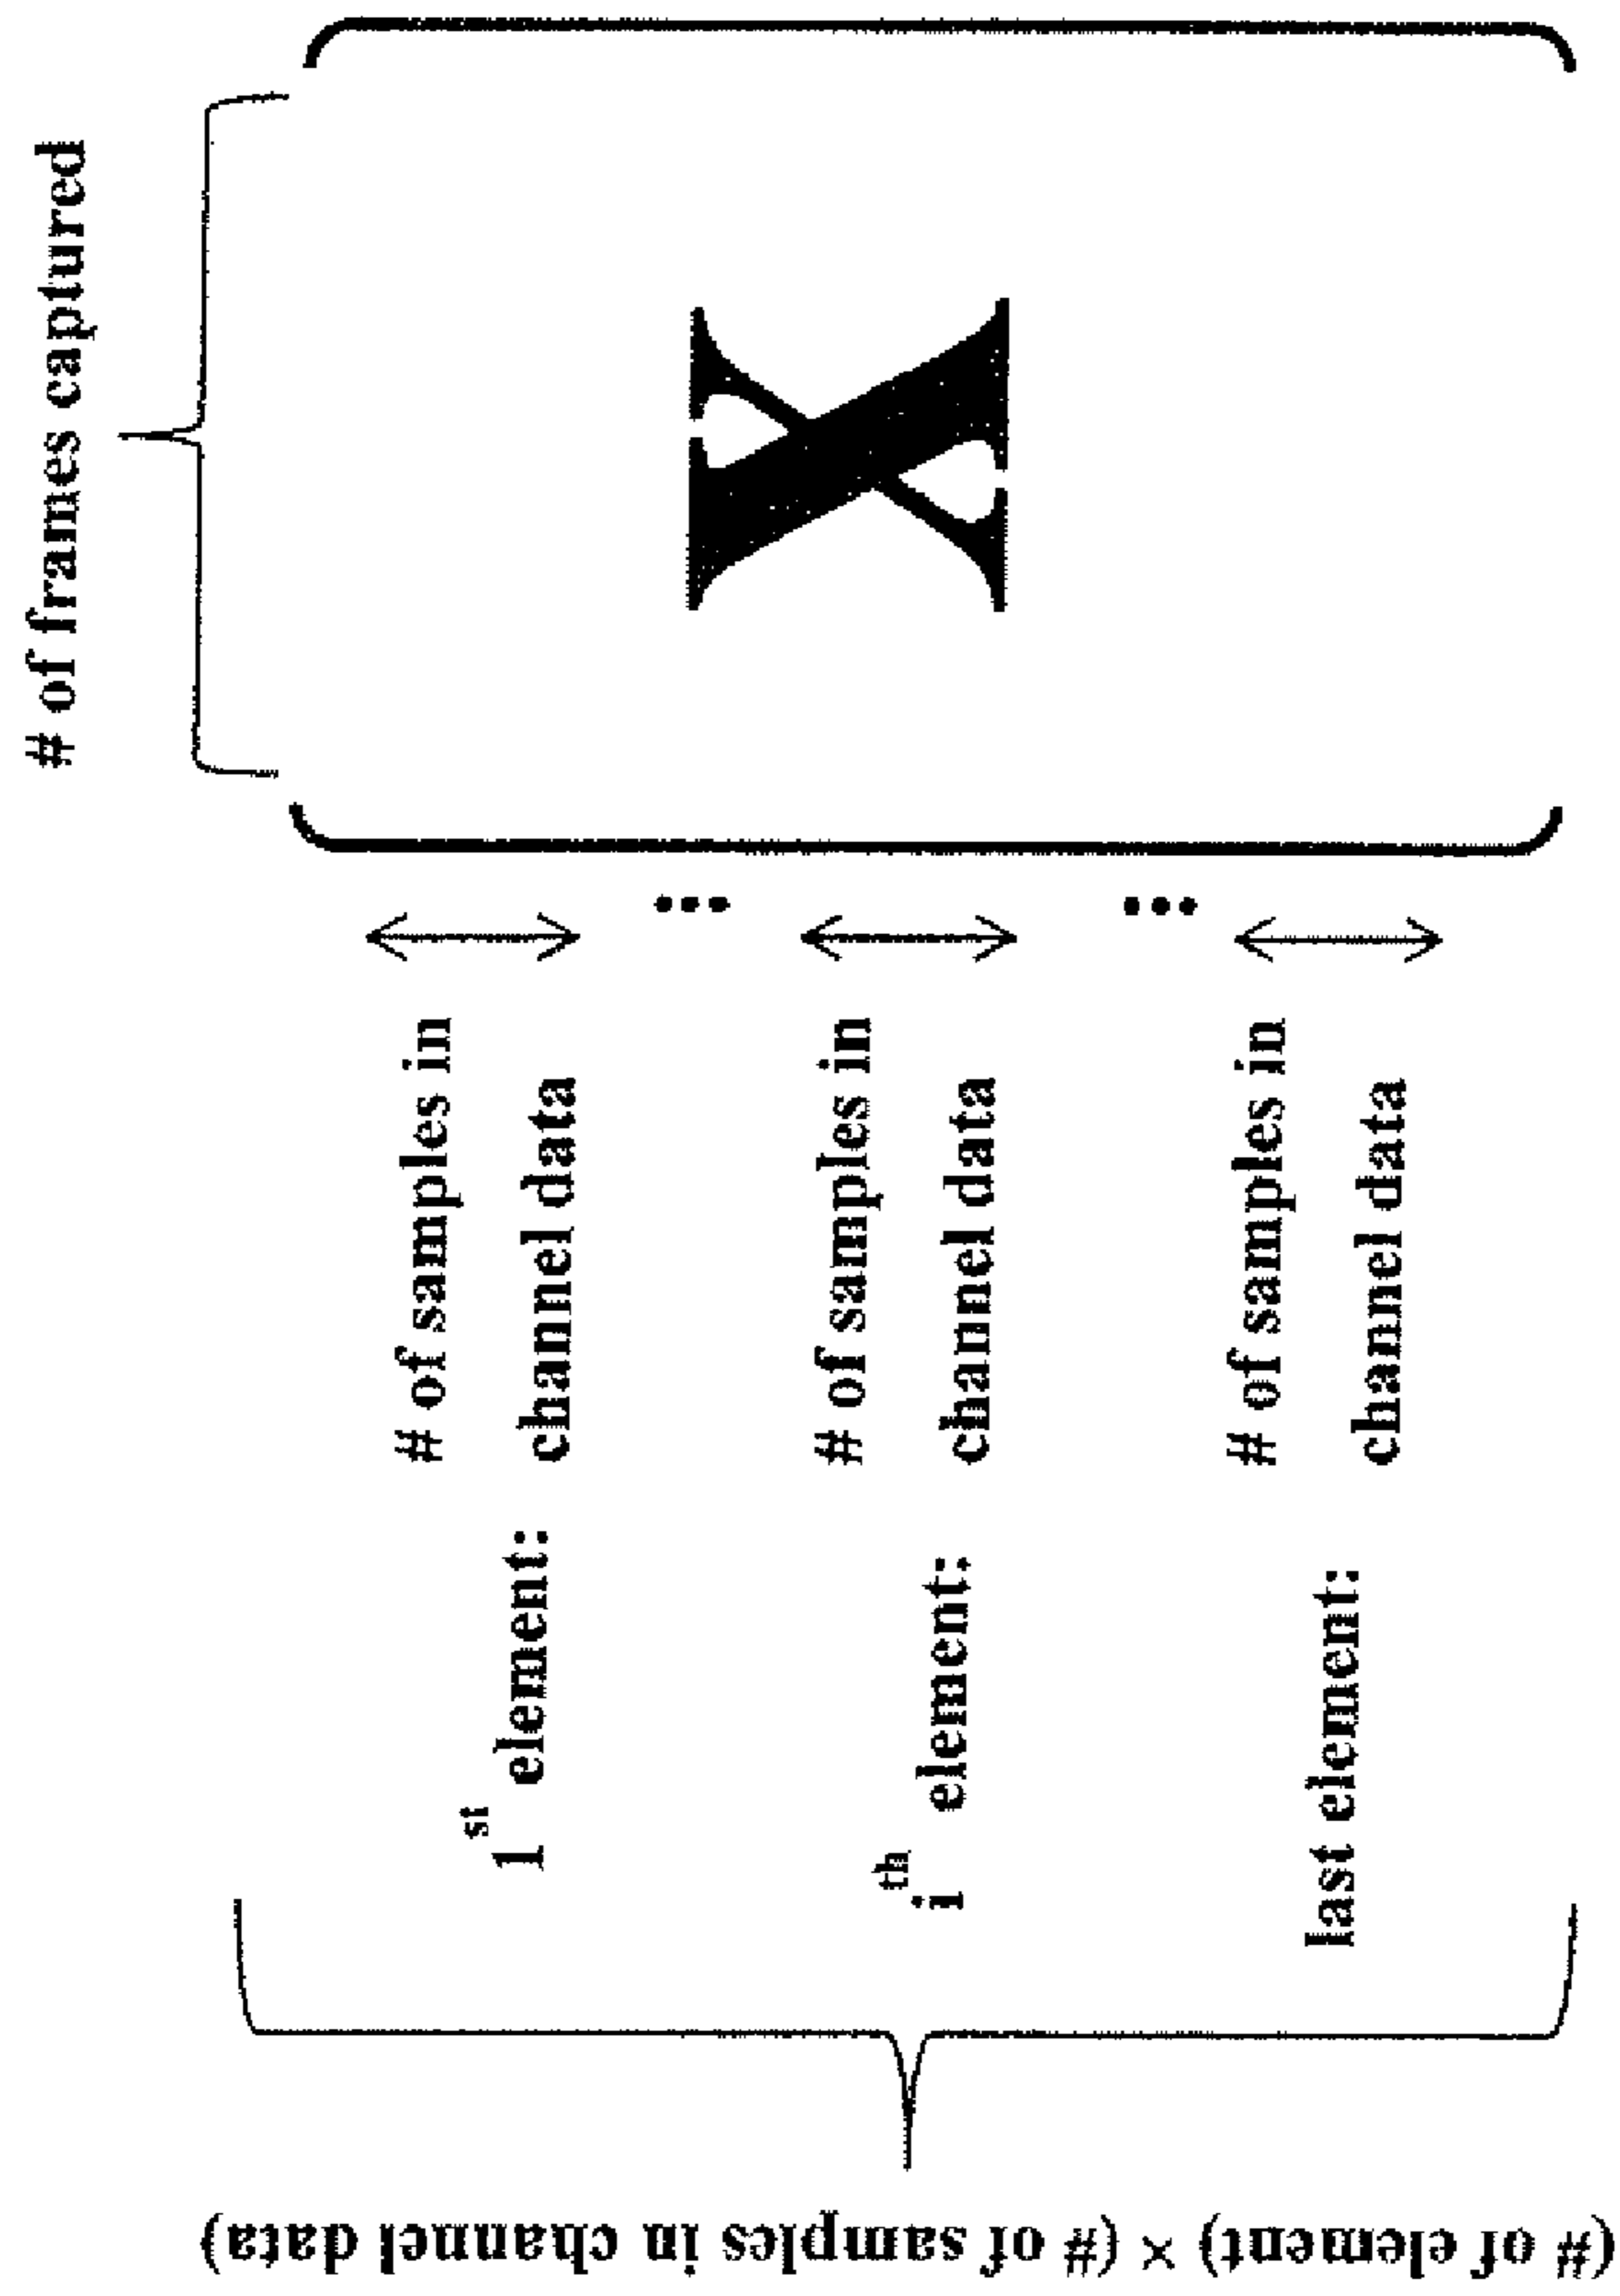 # of frames captured
(# of element) × (# of samples in channel data)
1st element:
# of samples in
channel data
...
ith element:
# of samples in
channel data
...
last element:
# of samples in
channel data
X